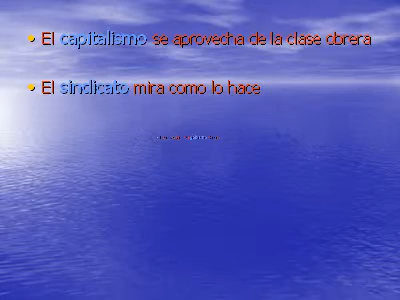 • El capitalismo se aprovecha de la clase obrera
• El sindicato mira como lo hace